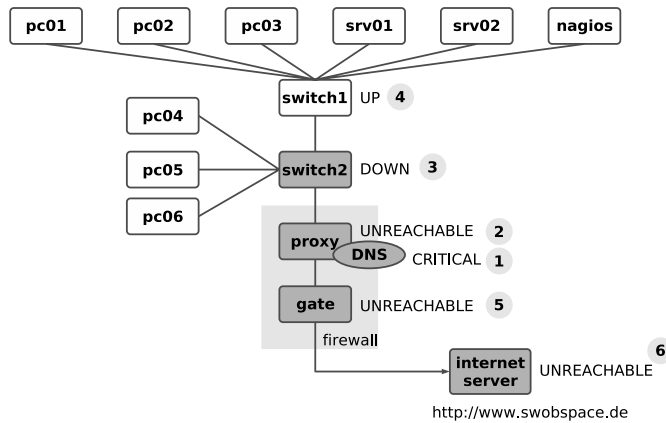 pc01 pc02 pc03 srv01 srv02 nagios
switch1 UP 4
pc04
switch2 DOWN 3
pc05
pc06
UNREACHABLE 2
proxy
DNS CRITICAL 1
gate UNREACHABLE 5
firewall
6
internet
server
UNREACHABLE
http://www.swobspace.de